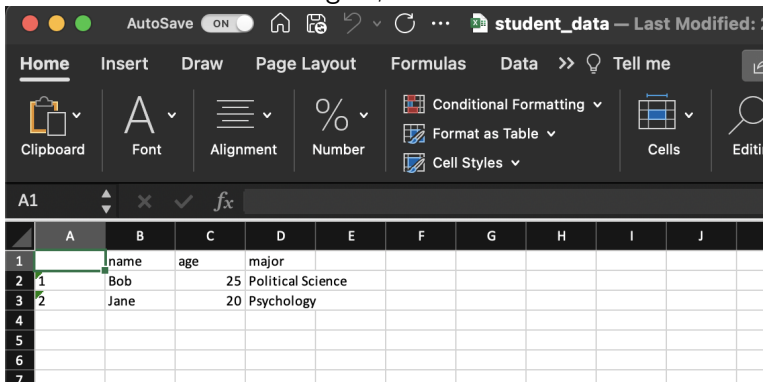 AutoSave ON ... student_data — Last Modified:
Home Insert Draw Page Layout Formulas Data >> Tell me
Clipboard Font Alignment Number Conditional Formatting Cells
Format as Table
Cell Styles
A1 fx
A B C D E F G H I J
1 name age major
2 1 Bob 25 Political Science
3 2 Jane 20 Psychology
4
5
6
7